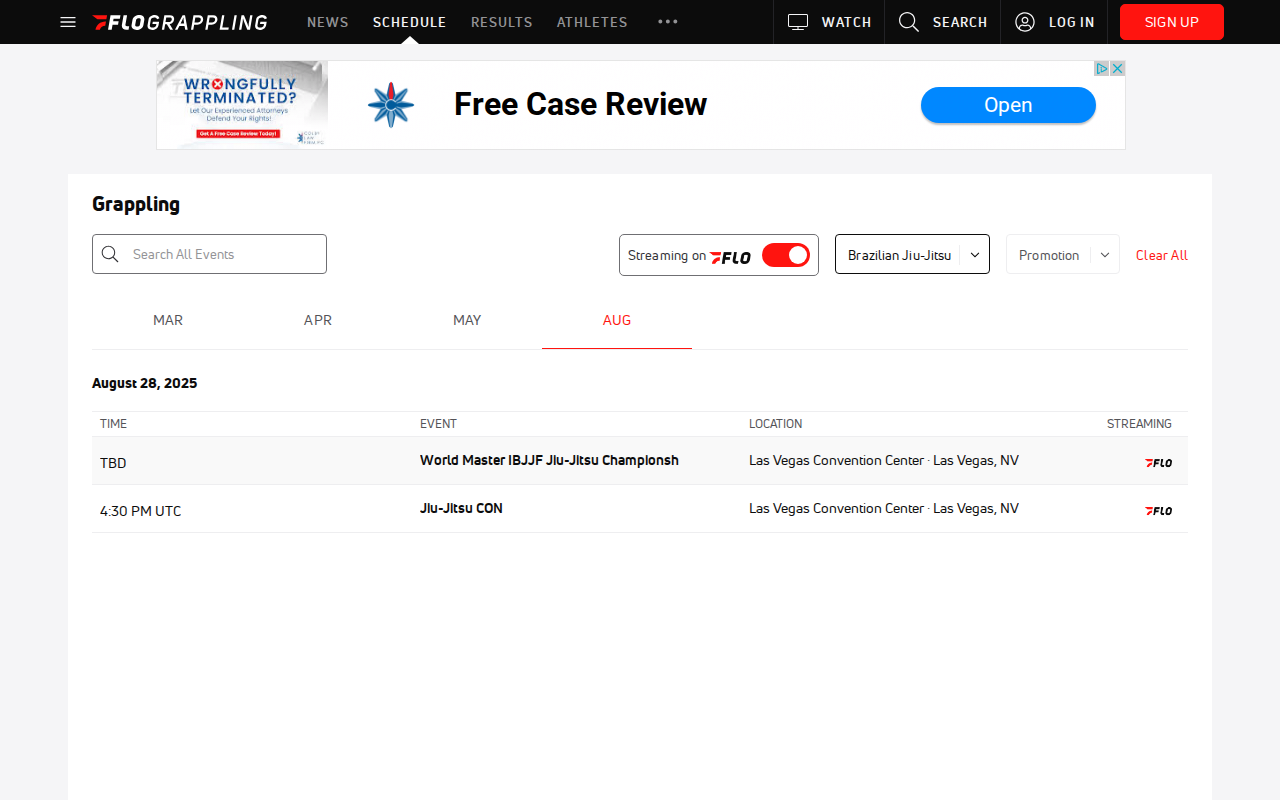 FLOGRAPPLING NEWS SCHEDULE RESULTS ATHLETES ••• WATCH SEARCH LOG IN SIGN UP
WRONGFULLY
TERMINATED?
Let Our Experienced Attorneys
Defend Your Rights!
Get A Free Case Review Today!
Free Case Review
Open
Grappling
Search All Events
Streaming on FLO
Brazilian Jiu-Jitsu
Promotion
Clear All
MAR APR MAY AUG
August 28, 2025
TIME EVENT LOCATION STREAMING
TBD World Master IBJJF Jiu-Jitsu Championsh Las Vegas Convention Center · Las Vegas, NV FLO
4:30 PM UTC Jiu-Jitsu CON Las Vegas Convention Center · Las Vegas, NV FLO